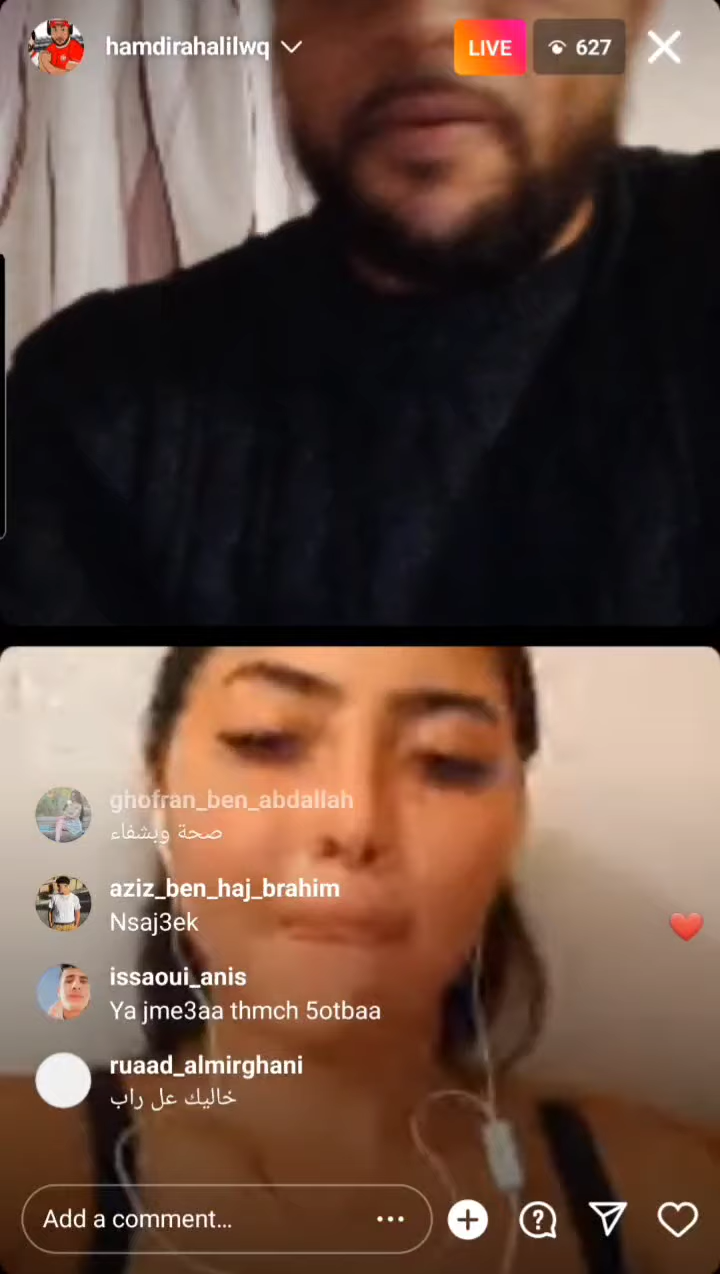 hamdirahalilwq
LIVE
627
ghofran_ben_abdallah
صحة وبشفاء
aziz_ben_haj_brahim
Nsaj3ek
issaoui_anis
Ya jme3aa thmch 5otbaa
ruaad_almirghani
خاليك عل راب
Add a comment...